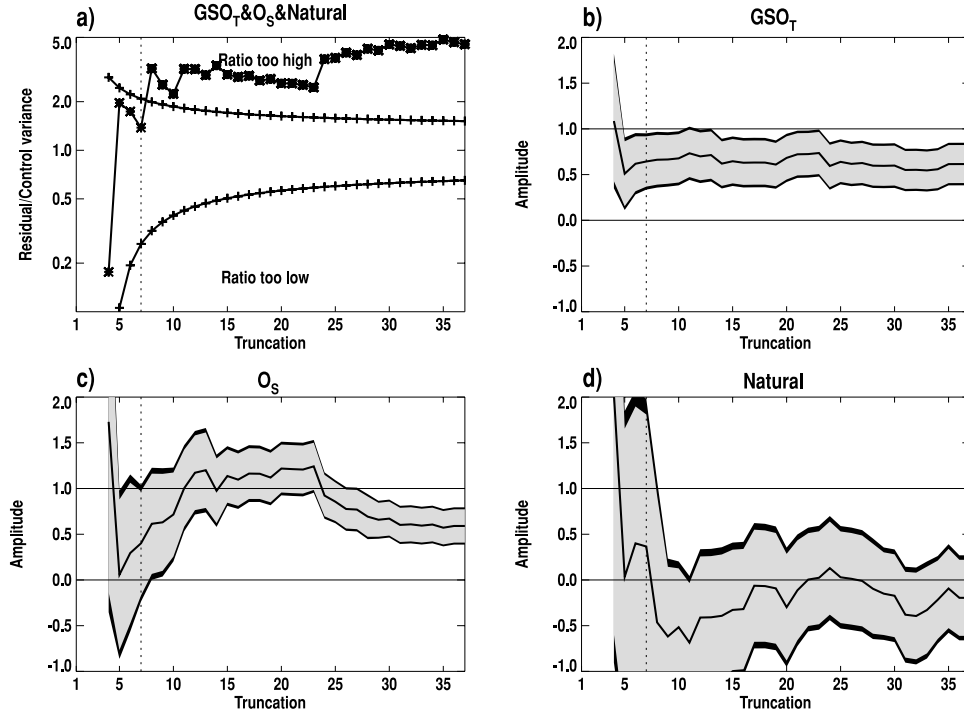 a) GSO_T&O_S&Natural
5.0
2.0
1.0
0.5
0.2
Residual/Control variance
Ratio too high
Ratio too low
1 5 10 15 20 25 30 35
Truncation
b) GSO_T
2.0
1.5
1.0
0.5
0.0
-0.5
-1.0
Amplitude
1 5 10 15 20 25 30 35
Truncation
c) O_S
2.0
1.5
1.0
0.5
0.0
-0.5
-1.0
Amplitude
1 5 10 15 20 25 30 35
Truncation
d) Natural
2.0
1.5
1.0
0.5
0.0
-0.5
-1.0
Amplitude
1 5 10 15 20 25 30 35
Truncation